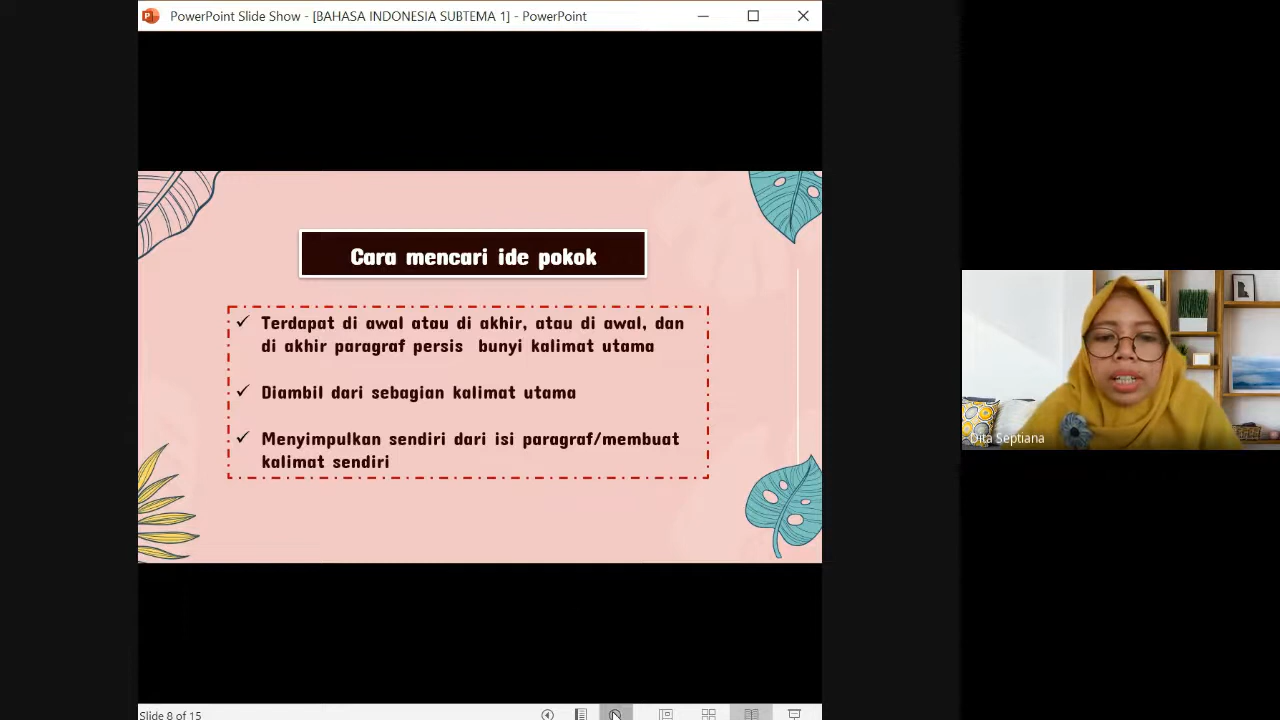 PowerPoint Slide Show - [BAHASA INDONESIA SUBTEMA 1] - PowerPoint
Cara mencari ide pokok
✓ Terdapat di awal atau di akhir, atau di awal, dan
di akhir paragraf persis bunyi kalimat utama
✓ Diambil dari sebagian kalimat utama
✓ Menyimpulkan sendiri dari isi paragraf/membuat
kalimat sendiri
Dita Septiana
Slide 8 of 15